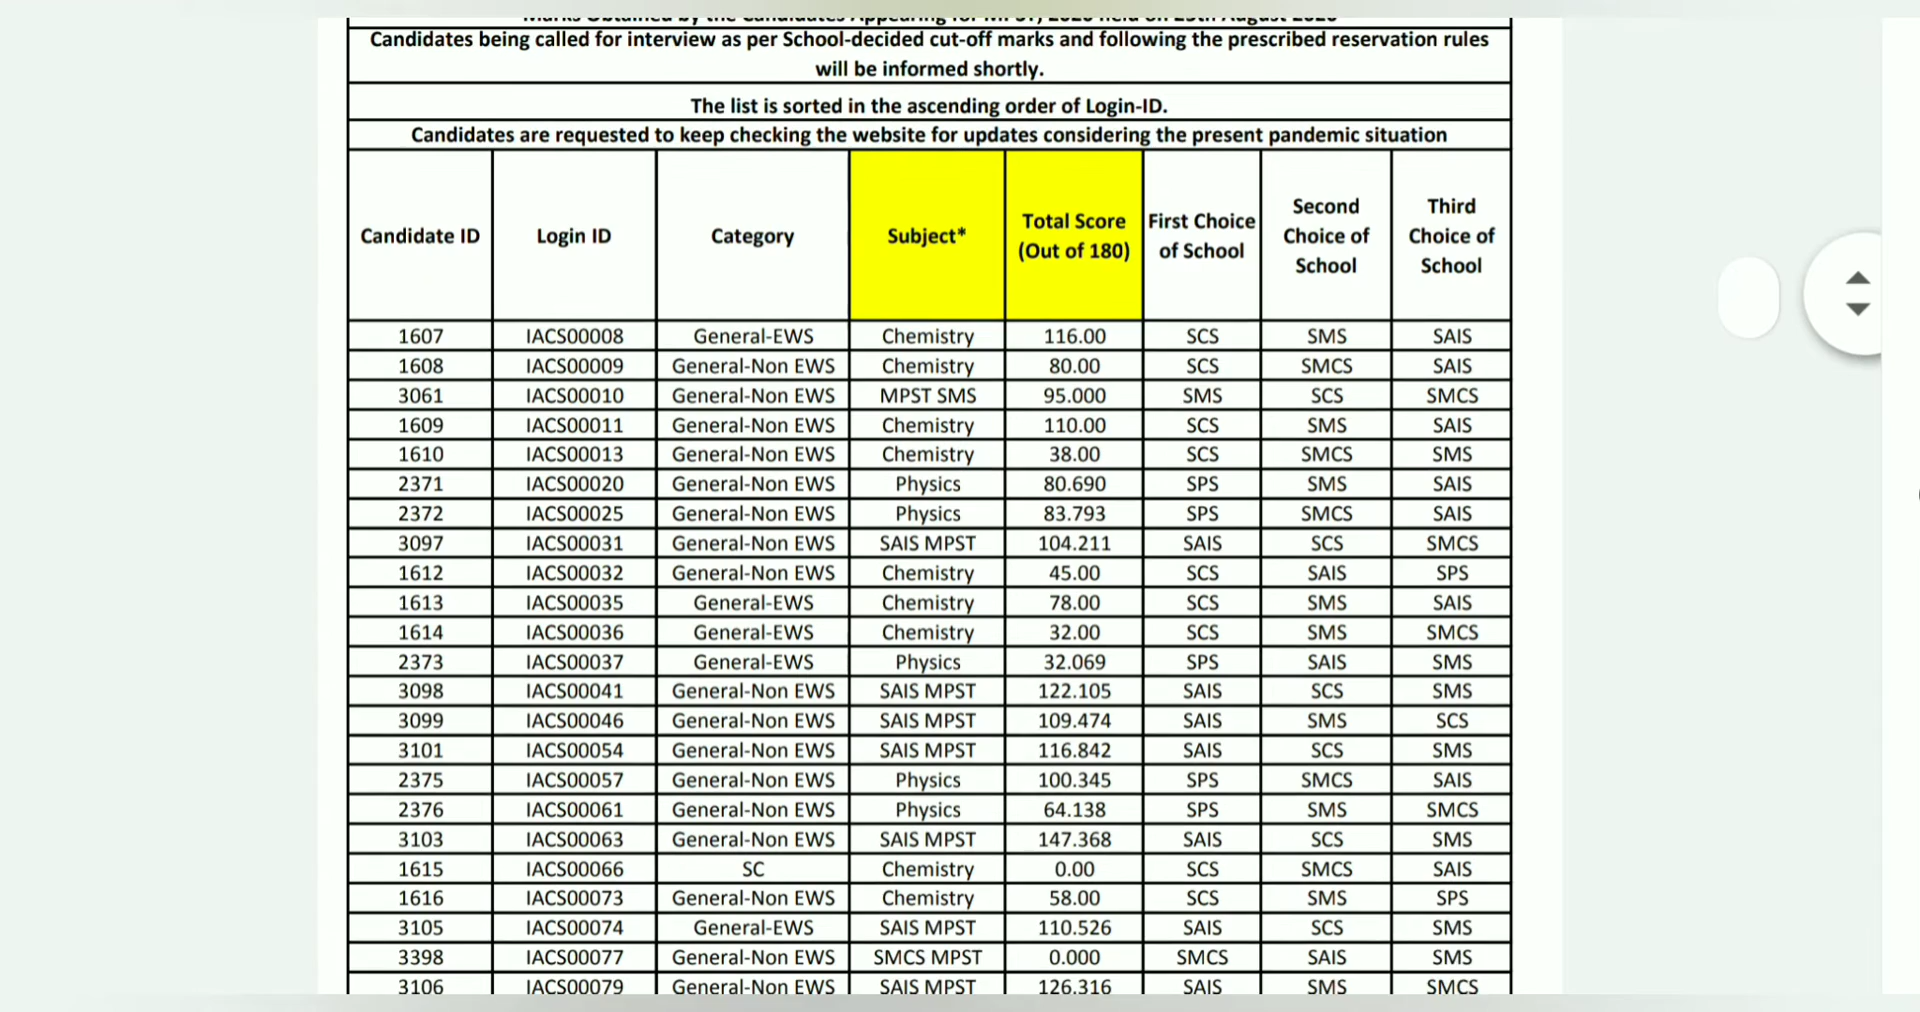 Marks Obtained by the Candidates Appearing for MPST, 2020 held on 29th August 2020
Candidates being called for interview as per School-decided cut-off marks and following the prescribed reservation rules
will be informed shortly.
The list is sorted in the ascending order of Login-ID.
Candidates are requested to keep checking the website for updates considering the present pandemic situation
Candidate ID Login ID Category Subject* Total Score (Out of 180) First Choice of School Second Choice of School Third Choice of School
1607 IACS00008 General-EWS Chemistry 116.00 SCS SMS SAIS
1608 IACS00009 General-Non EWS Chemistry 80.00 SCS SMCS SAIS
3061 IACS00010 General-Non EWS MPST SMS 95.000 SMS SCS SMCS
1609 IACS00011 General-Non EWS Chemistry 110.00 SCS SMS SAIS
1610 IACS00013 General-Non EWS Chemistry 38.00 SCS SMCS SMS
2371 IACS00020 General-Non EWS Physics 80.690 SPS SMS SAIS
2372 IACS00025 General-Non EWS Physics 83.793 SPS SMCS SAIS
3097 IACS00031 General-Non EWS SAIS MPST 104.211 SAIS SCS SMCS
1612 IACS00032 General-Non EWS Chemistry 45.00 SCS SAIS SPS
1613 IACS00035 General-EWS Chemistry 78.00 SCS SMS SAIS
1614 IACS00036 General-EWS Chemistry 32.00 SCS SMS SMCS
2373 IACS00037 General-EWS Physics 32.069 SPS SAIS SMS
3098 IACS00041 General-Non EWS SAIS MPST 122.105 SAIS SCS SMS
3099 IACS00046 General-Non EWS SAIS MPST 109.474 SAIS SMS SCS
3101 IACS00054 General-Non EWS SAIS MPST 116.842 SAIS SCS SMS
2375 IACS00057 General-Non EWS Physics 100.345 SPS SMCS SAIS
2376 IACS00061 General-Non EWS Physics 64.138 SPS SMS SMCS
3103 IACS00063 General-Non EWS SAIS MPST 147.368 SAIS SCS SMS
1615 IACS00066 SC Chemistry 0.00 SCS SMCS SAIS
1616 IACS00073 General-Non EWS Chemistry 58.00 SCS SMS SPS
3105 IACS00074 General-EWS SAIS MPST 110.526 SAIS SCS SMS
3398 IACS00077 General-Non EWS SMCS MPST 0.000 SMCS SAIS SMS
3106 IACS00079 General-Non EWS SAIS MPST 126.316 SAIS SMS SMCS